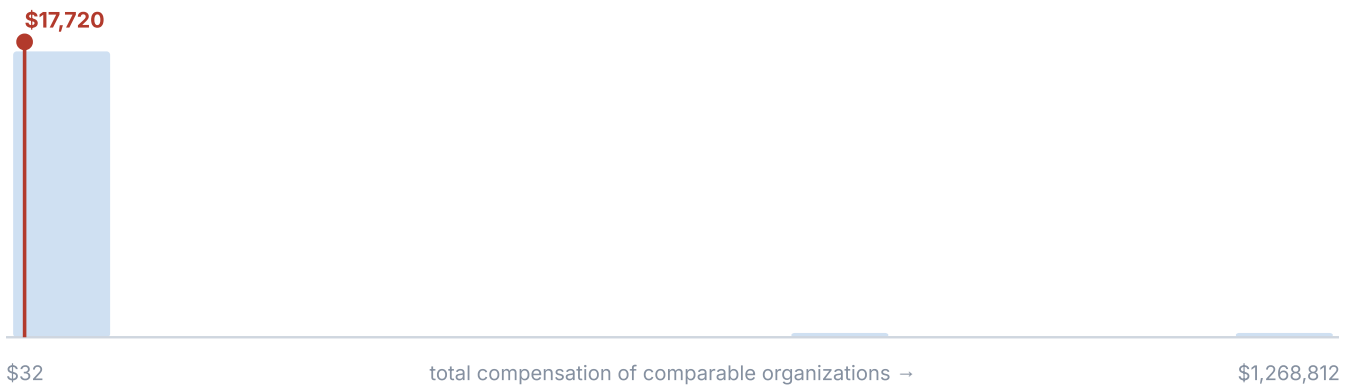 $17,720
$32 total compensation of comparable organizations → $1,268,812